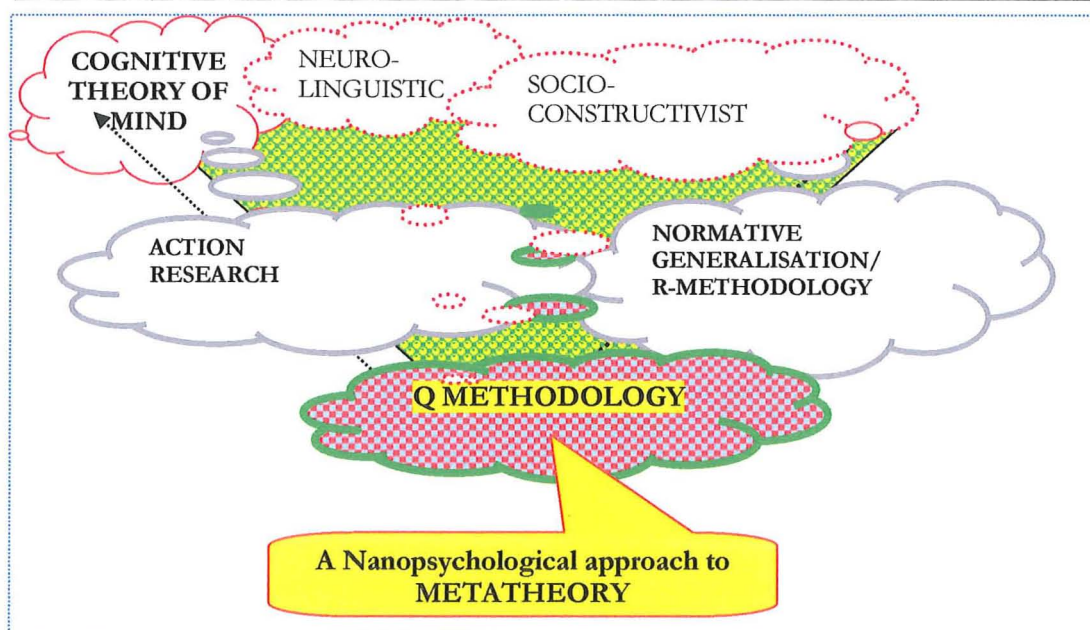 COGNITIVE
THEORY OF
MIND
NEURO-
LINGUISTIC
SOCIO-
CONSTRUCTIVIST
ACTION
RESEARCH
NORMATIVE
GENERALISATION/
R-METHODOLOGY
Q METHODOLOGY
A Nanopsychological approach to
METATHEORY